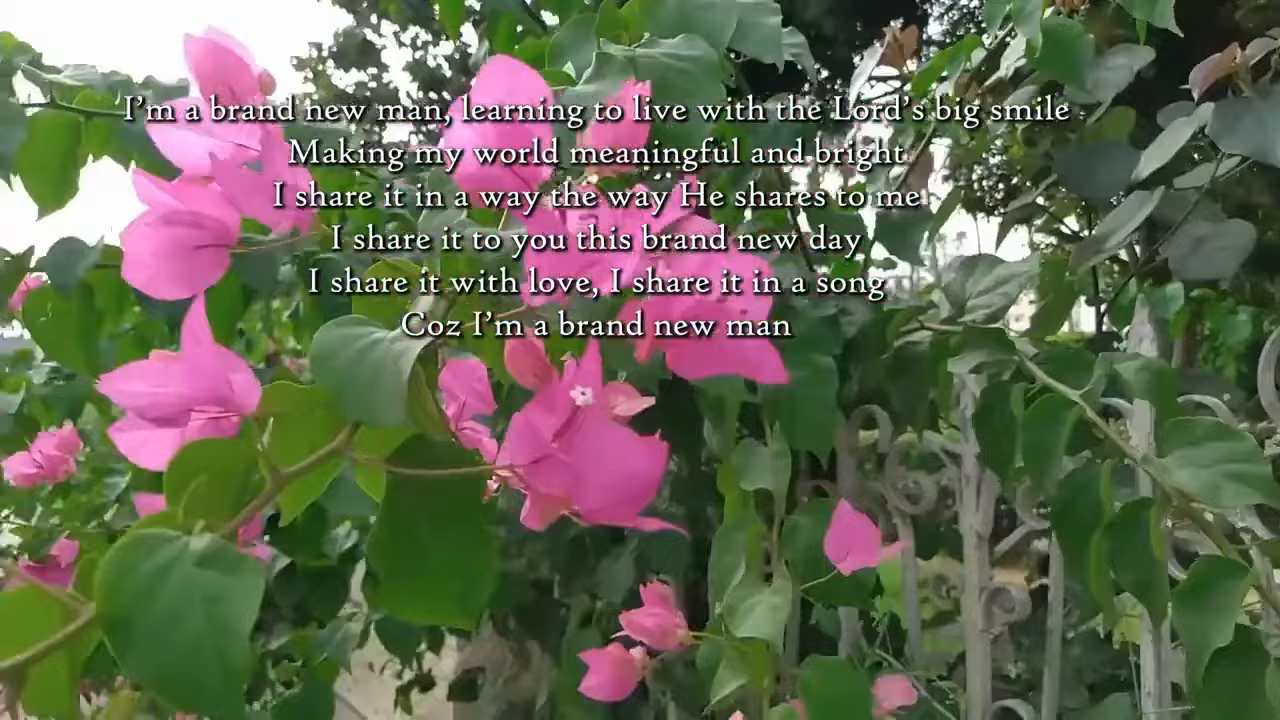 I'm a brand new man, learning to live with the Lord's big smile
Making my world meaningful and bright
I share it in a way the way He shares to me
I share it to you this brand new day
I share it with love, I share it in a song
Coz I'm a brand new man